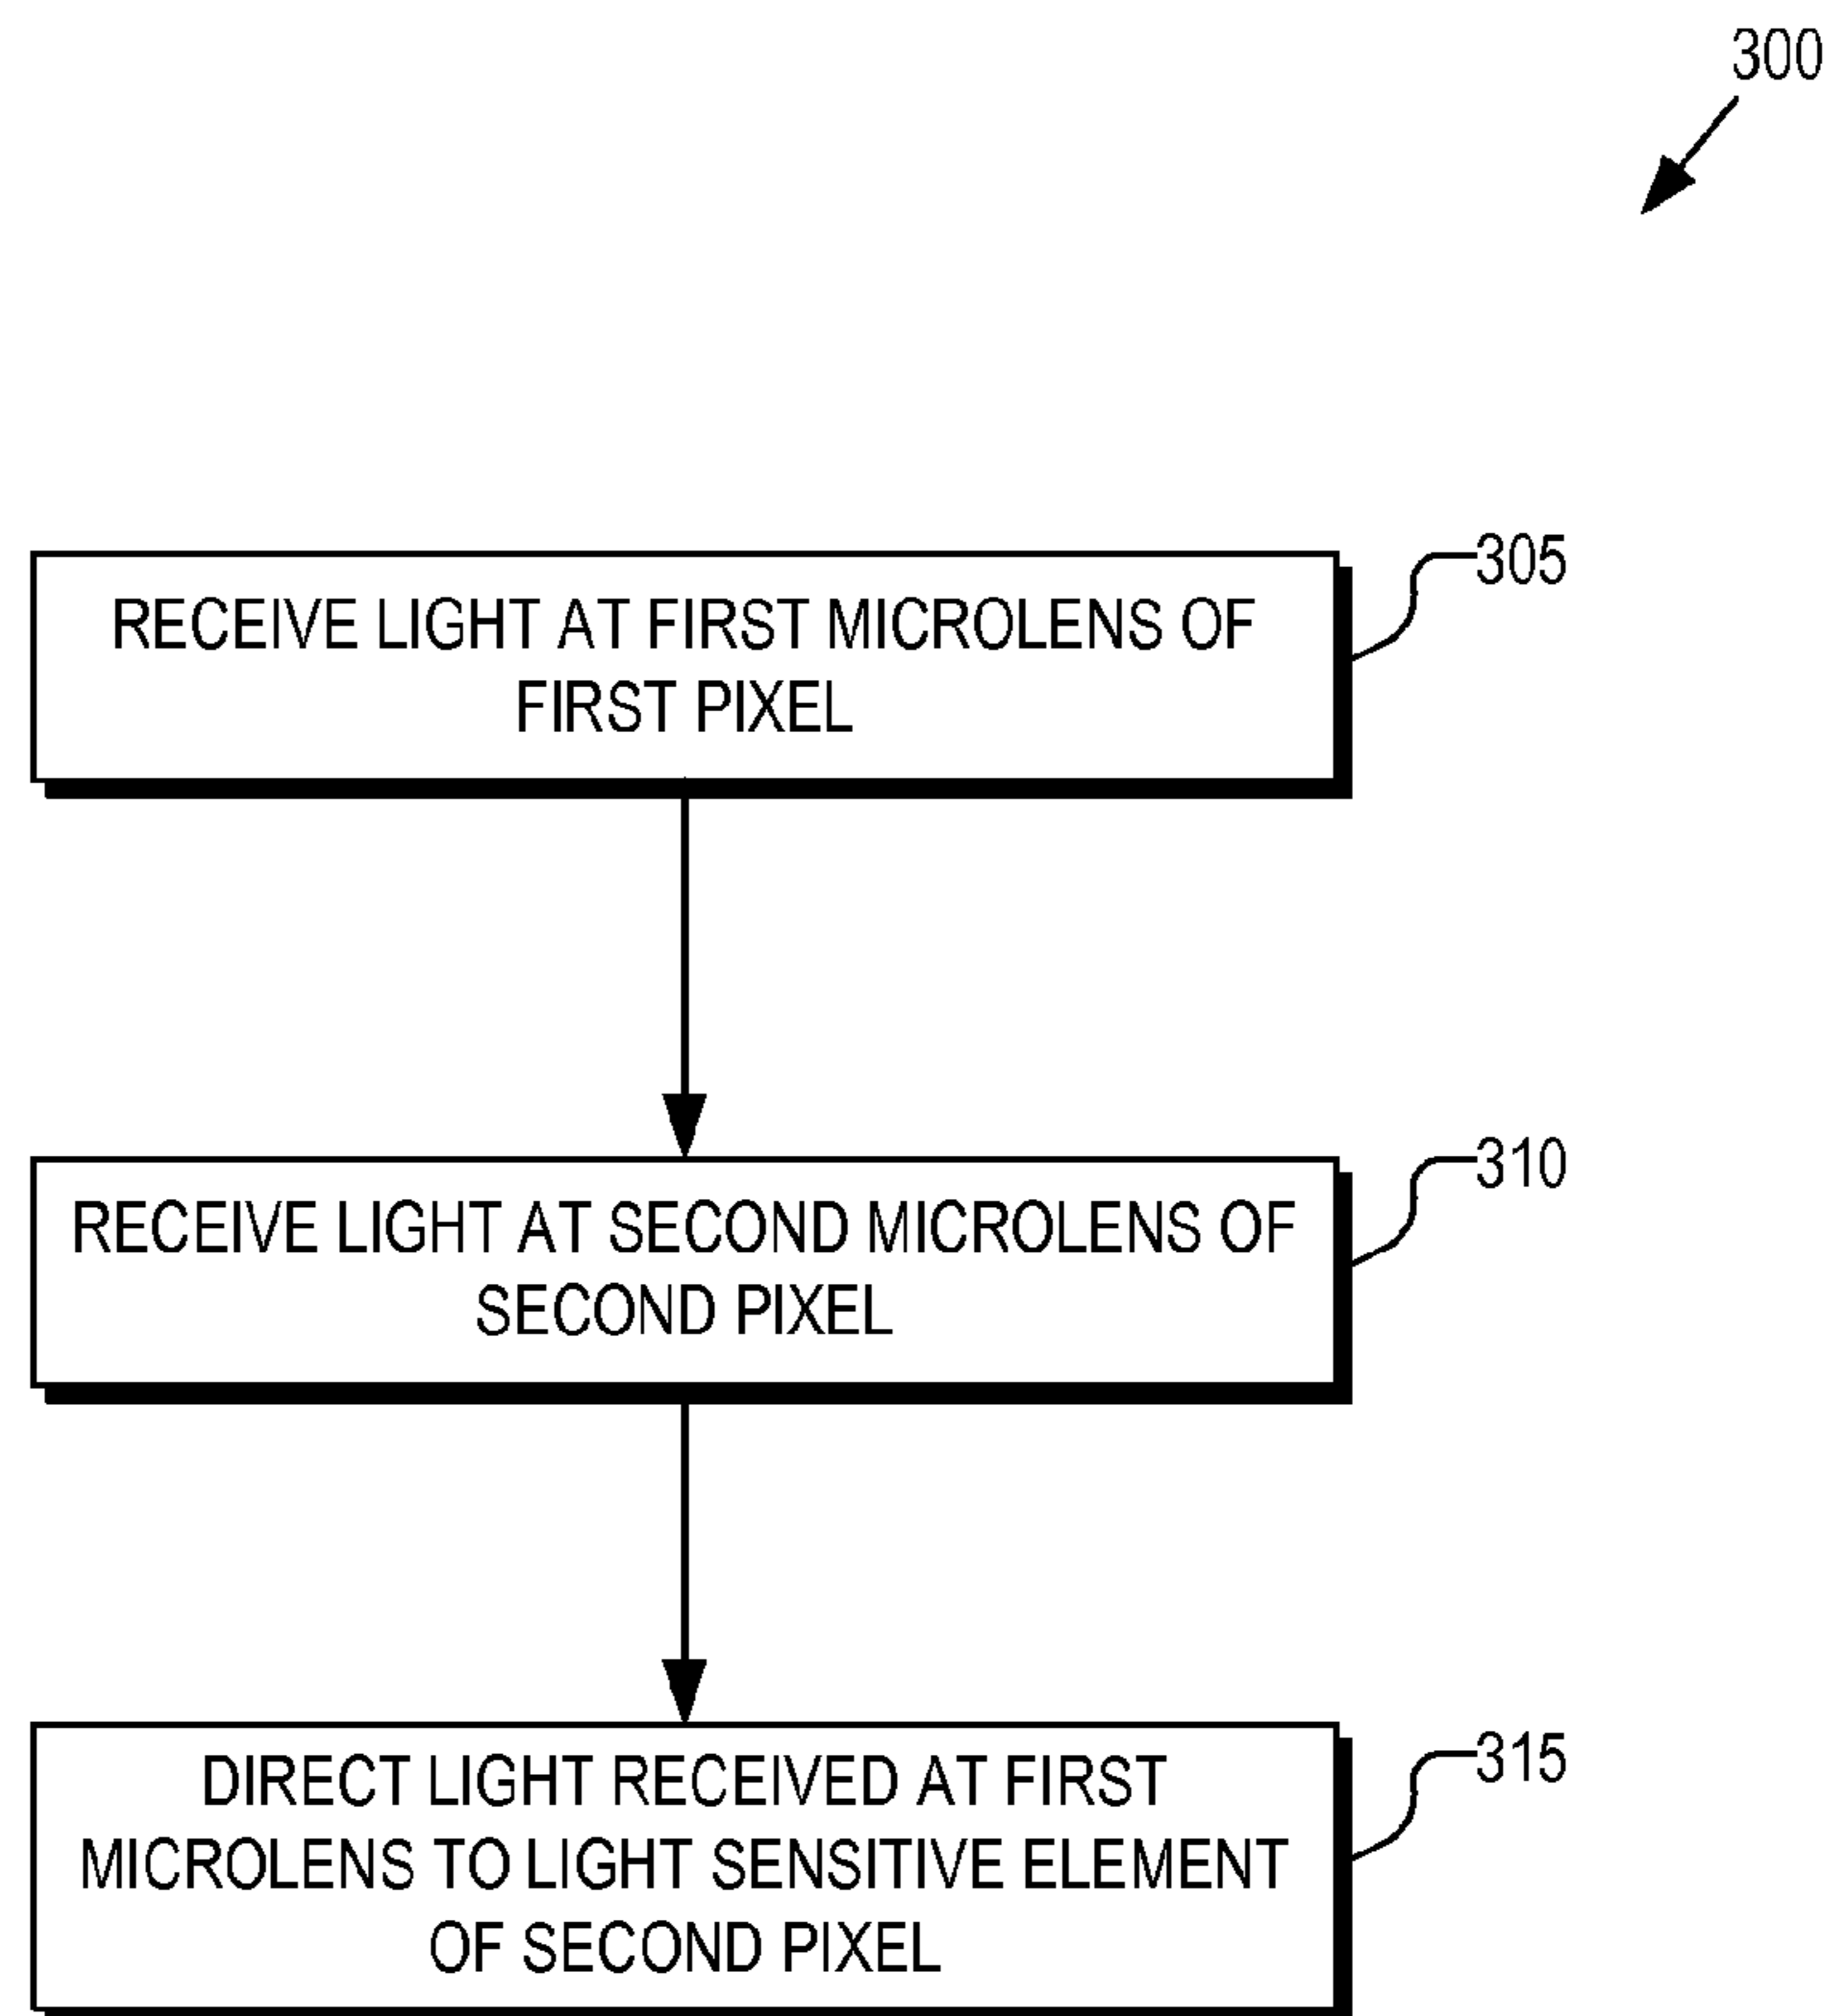 300
305
RECEIVE LIGHT AT FIRST MICROLENS OF
FIRST PIXEL
310
RECEIVE LIGHT AT SECOND MICROLENS OF
SECOND PIXEL
315
DIRECT LIGHT RECEIVED AT FIRST
MICROLENS TO LIGHT SENSITIVE ELEMENT
OF SECOND PIXEL